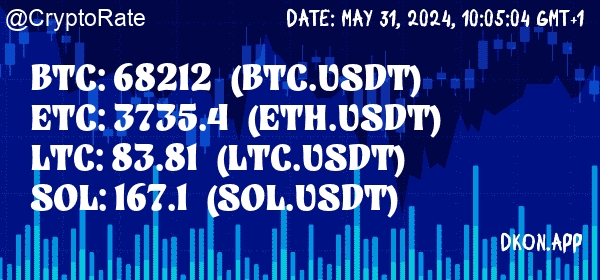 @CryptoRate
DATE: MAY 31, 2024, 10:05:04 GMT+1
BTC: 68212 (BTC.USDT)
ETC: 3735.4 (ETH.USDT)
LTC: 83.81 (LTC.USDT)
SOL: 167.1 (SOL.USDT)
DKON.APP